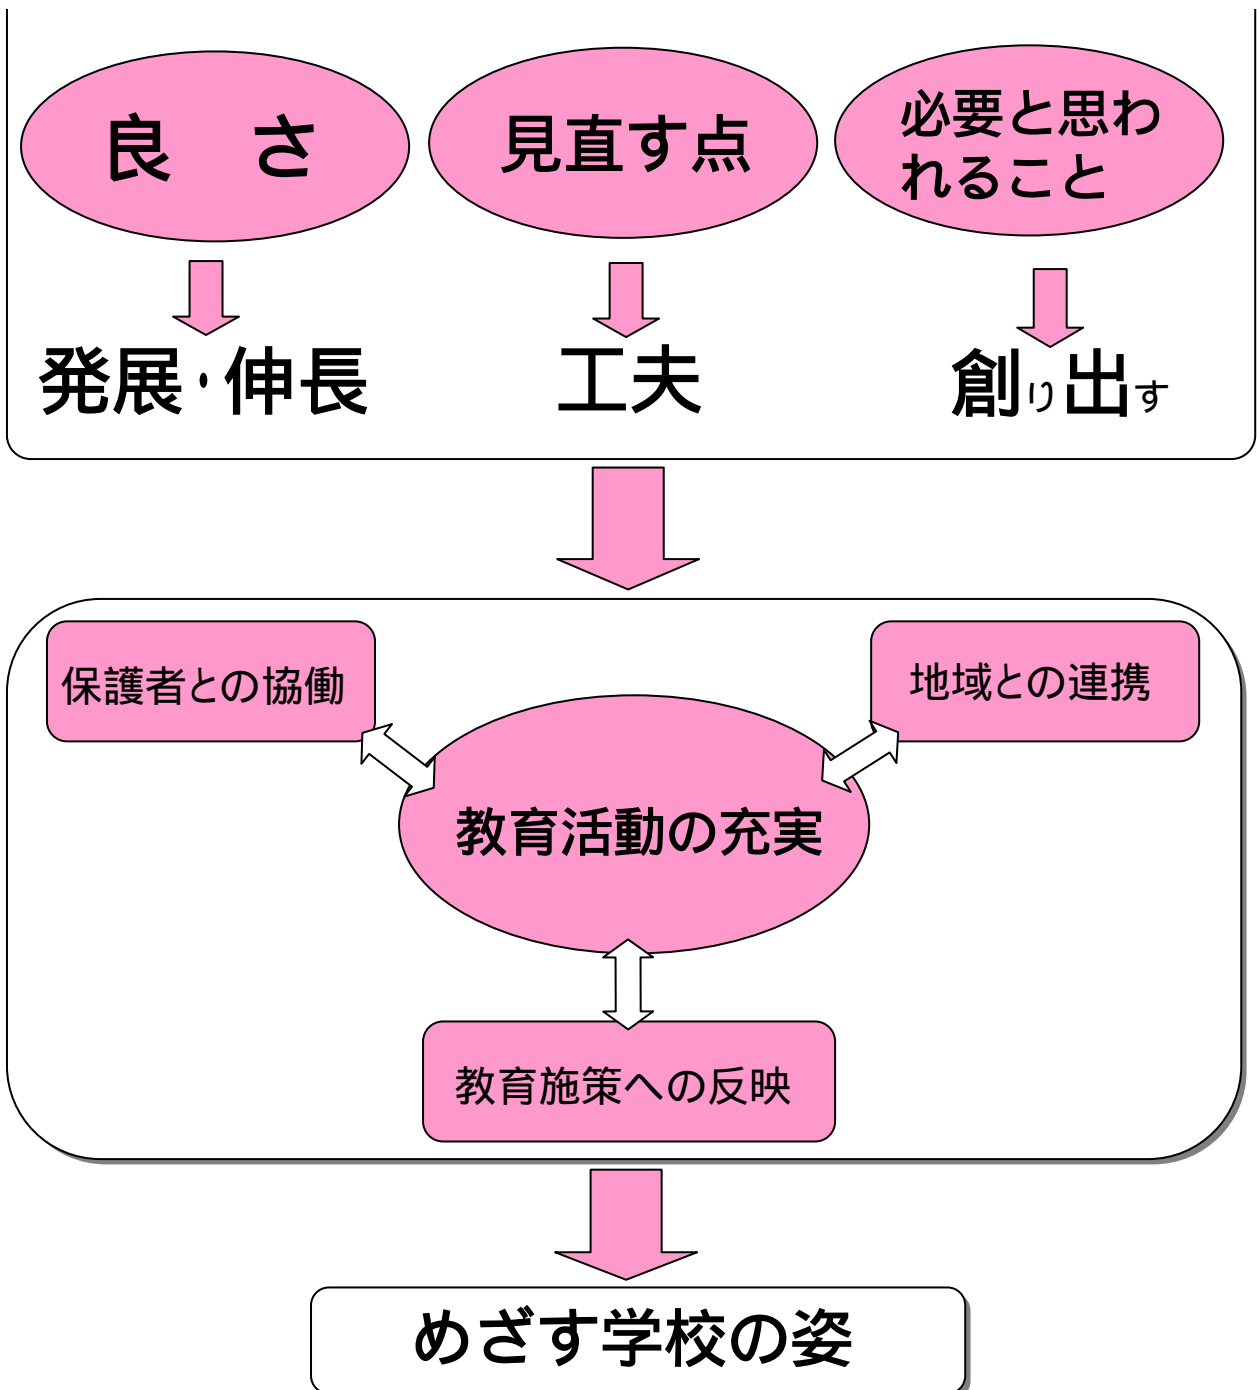 良　さ
見直す点
必要と思わ
れること
発展・伸長
工夫
創り出す
保護者との協働
地域との連携
教育活動の充実
教育施策への反映
めざす学校の姿